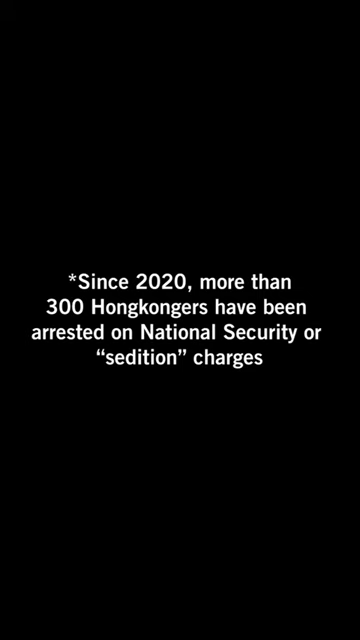 *Since 2020, more than
300 Hongkongers have been
arrested on National Security or
“sedition” charges